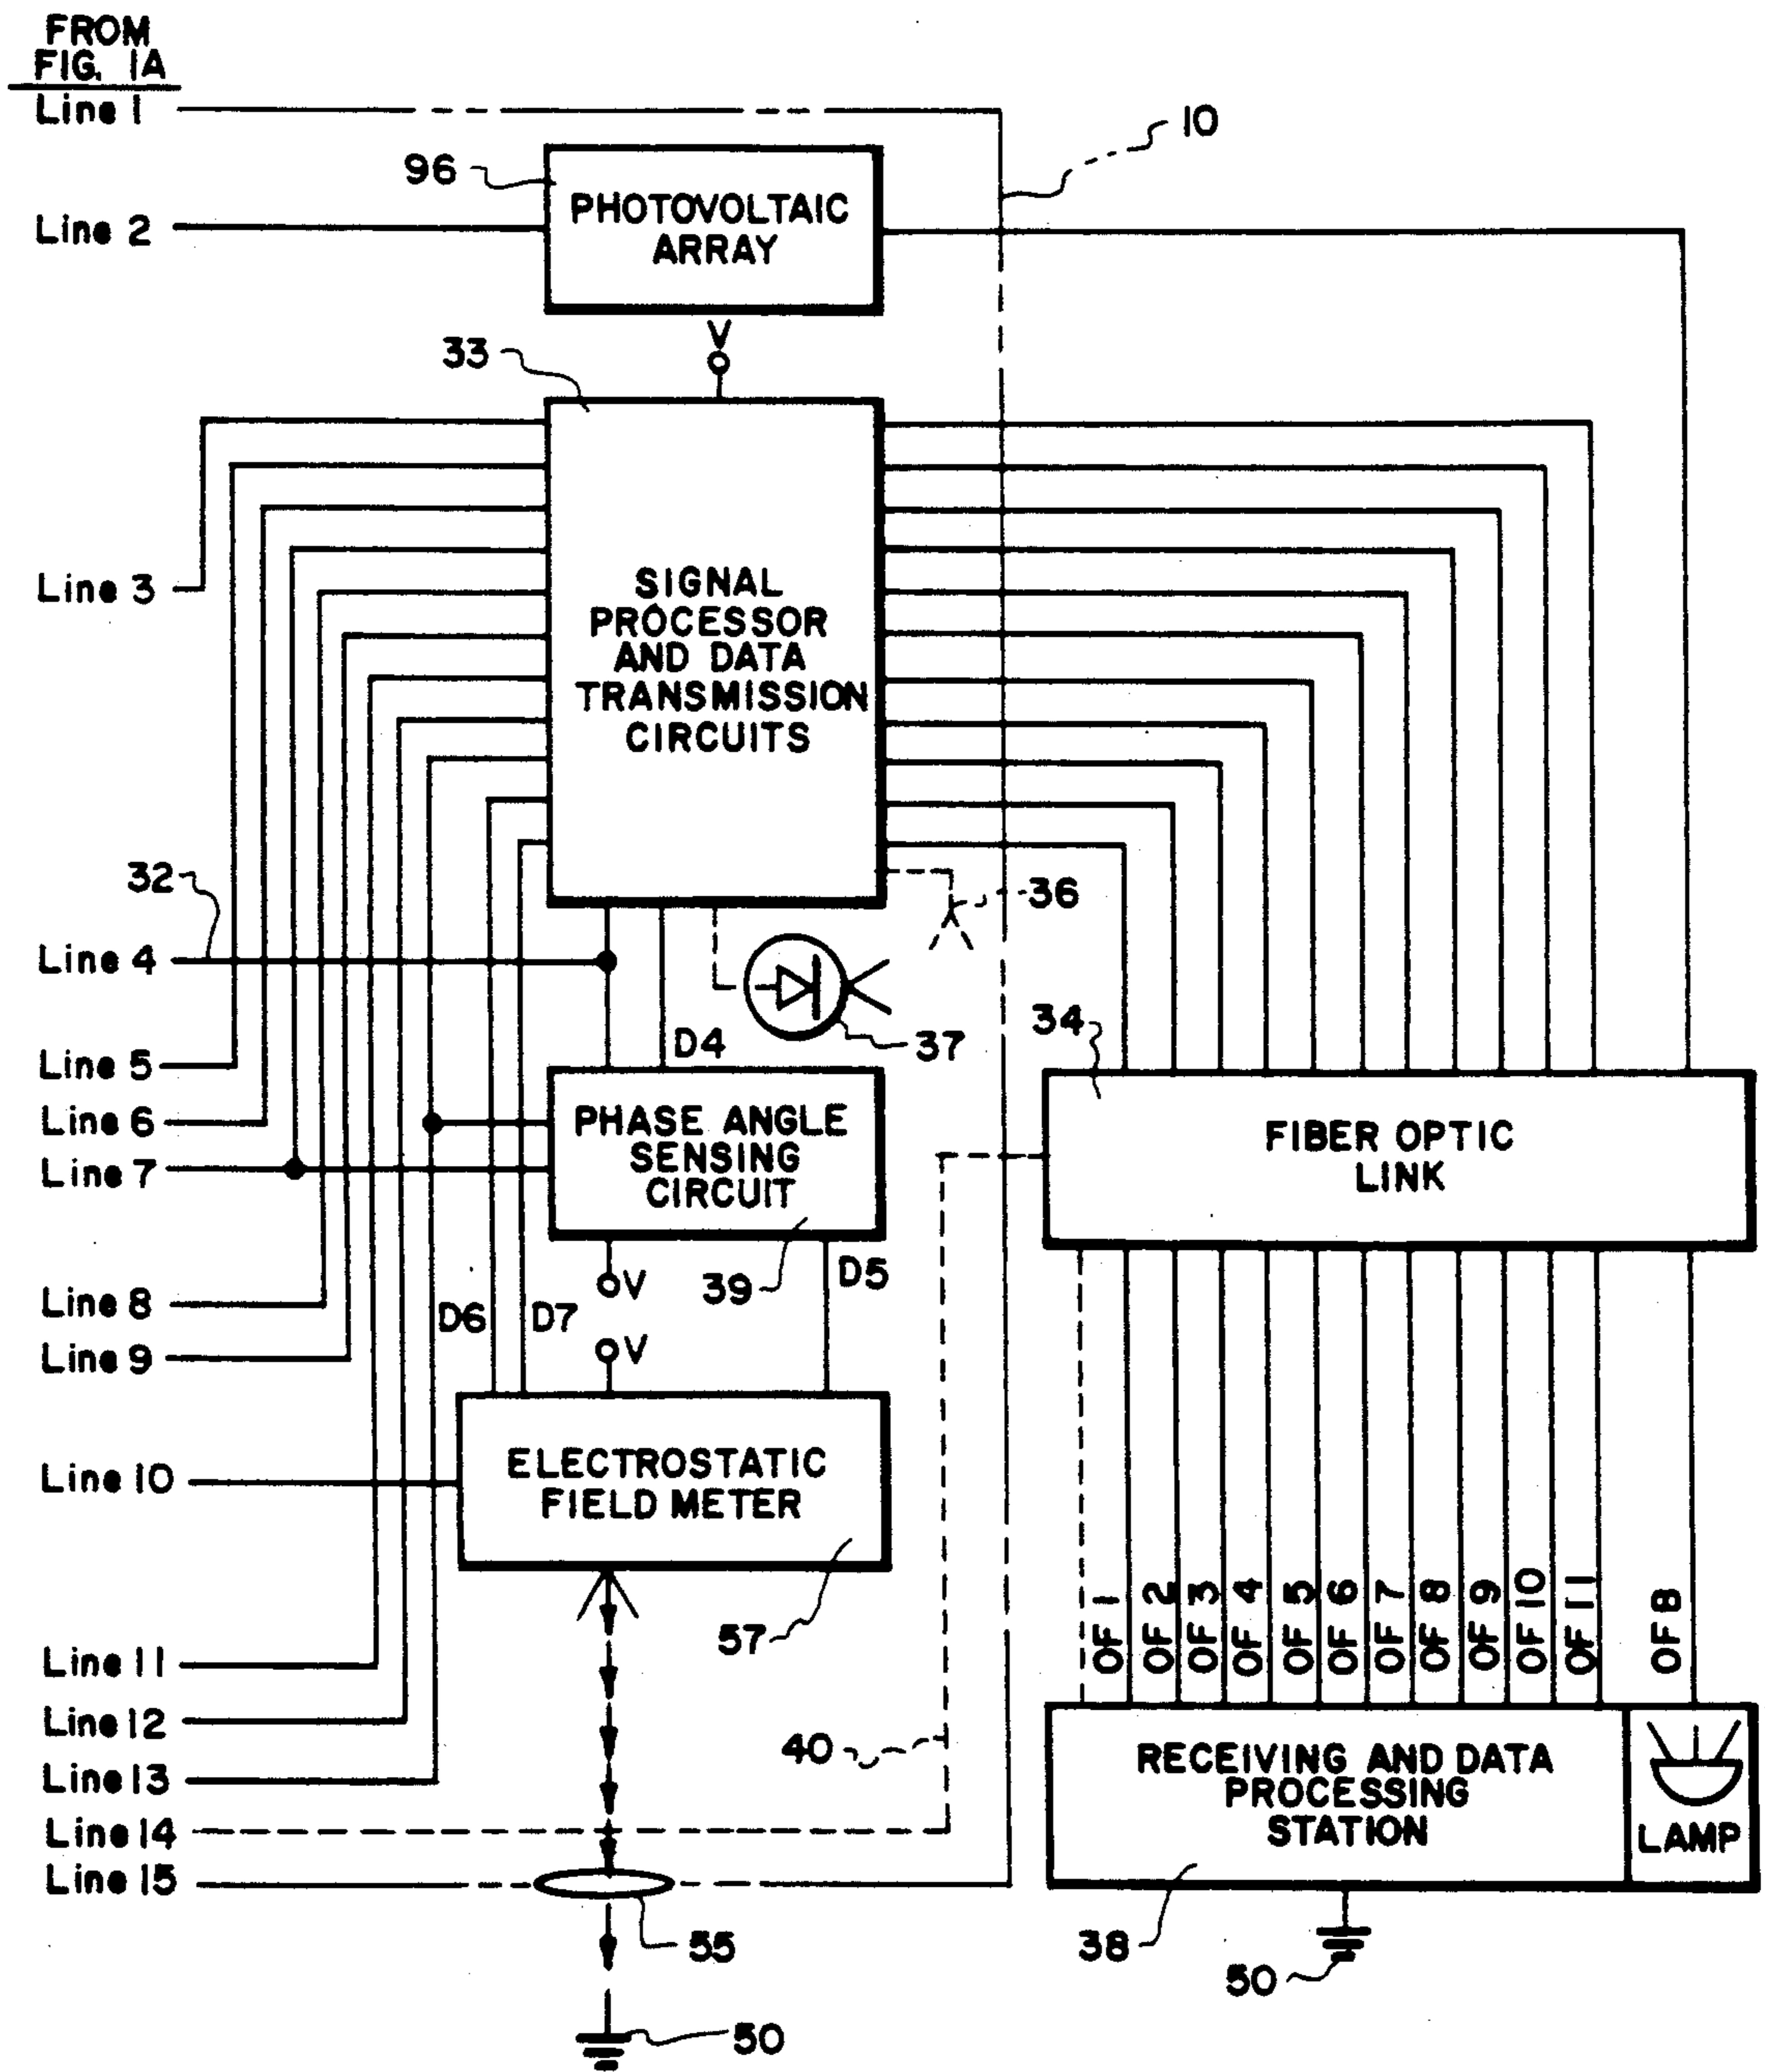 FROM
FIG. 1A
Line 1
10
96
PHOTOVOLTAIC
ARRAY
Line 2
V
33
SIGNAL
PROCESSOR
AND DATA
TRANSMISSION
CIRCUITS
Line 3
32
36
Line 4
37
D4
34
Line 5
PHASE ANGLE
SENSING
CIRCUIT
Line 6
Line 7
FIBER OPTIC
LINK
39
V
D5
Line 8
D6
D7
V
Line 9
ELECTROSTATIC
FIELD METER
Line 10
57
OF 1
OF 2
OF 3
OF 4
OF 5
OF 6
OF 7
OF 8
OF 9
OF 10
OF 11
OF 8
Line 11
Line 12
40
RECEIVING AND DATA
PROCESSING
STATION
LAMP
Line 13
Line 14
Line 15
55
38
50
50